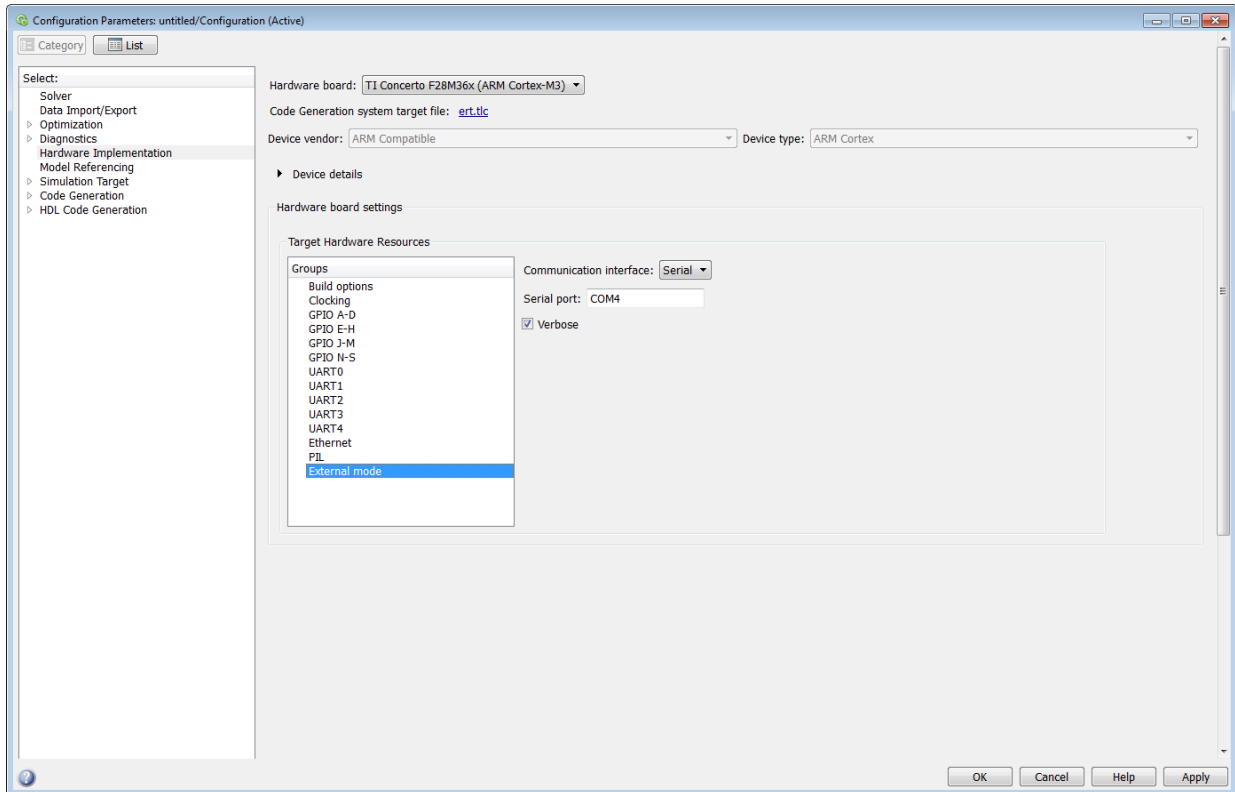 Configuration Parameters: untitled/Configuration (Active)
Category
List
Select:
Solver
Data Import/Export
Optimization
Diagnostics
Hardware Implementation
Model Referencing
Simulation Target
Code Generation
HDL Code Generation
Hardware board: TI Concerto F28M36x (ARM Cortex-M3)
Code Generation system target file: ert.tlc
Device vendor: ARM Compatible Device type: ARM Cortex
Device details
Hardware board settings
Target Hardware Resources
Groups
Build options
Clocking
GPIO A-D
GPIO E-H
GPIO J-M
GPIO N-S
UART0
UART1
UART2
UART3
UART4
Ethernet
PIL
External mode
Communication interface: Serial
Serial port: COM4
Verbose
OK Cancel Help Apply